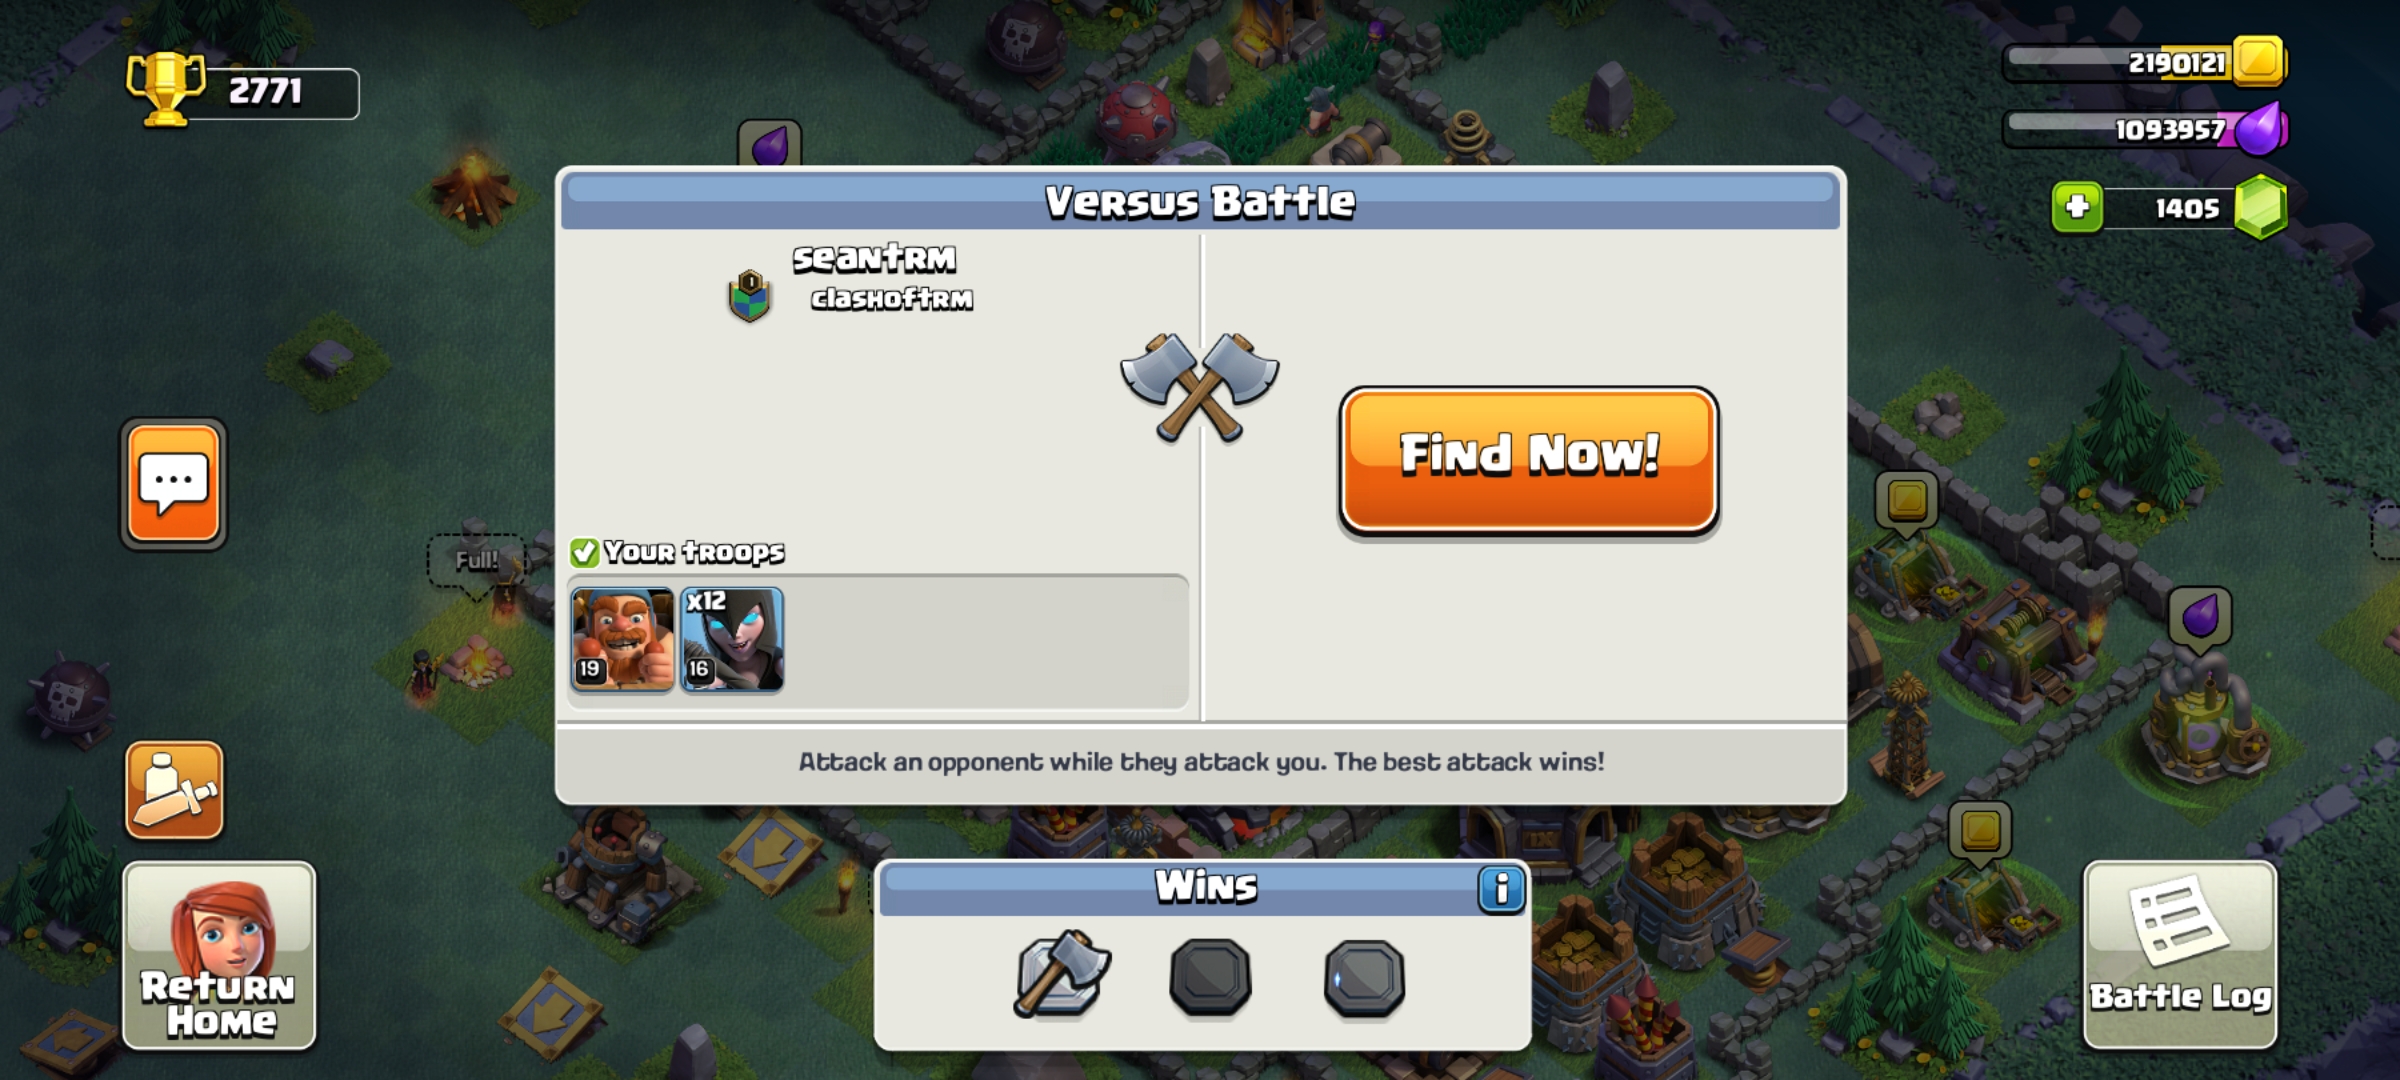 2771
2190121
1093957
1405
Versus Battle
seantrm
clashoftrm
1
Find Now!
Full!
Your troops
x12
19
16
Attack an opponent while they attack you. The best attack wins!
Wins
i
Return
Home
Battle Log